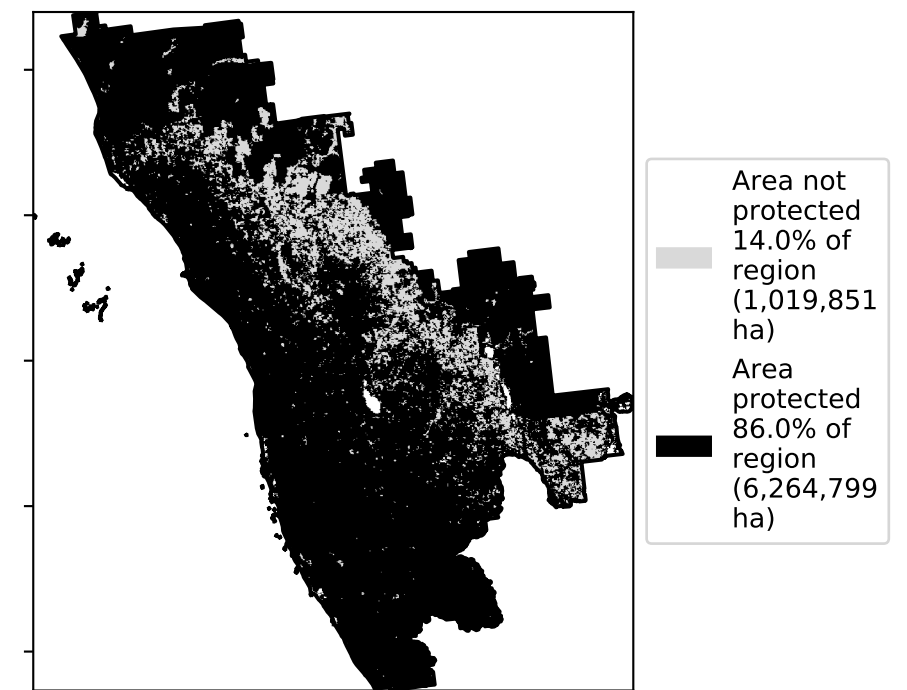 Area not
protected
14.0% of
region
(1,019,851
ha)
Area
protected
86.0% of
region
(6,264,799
ha)